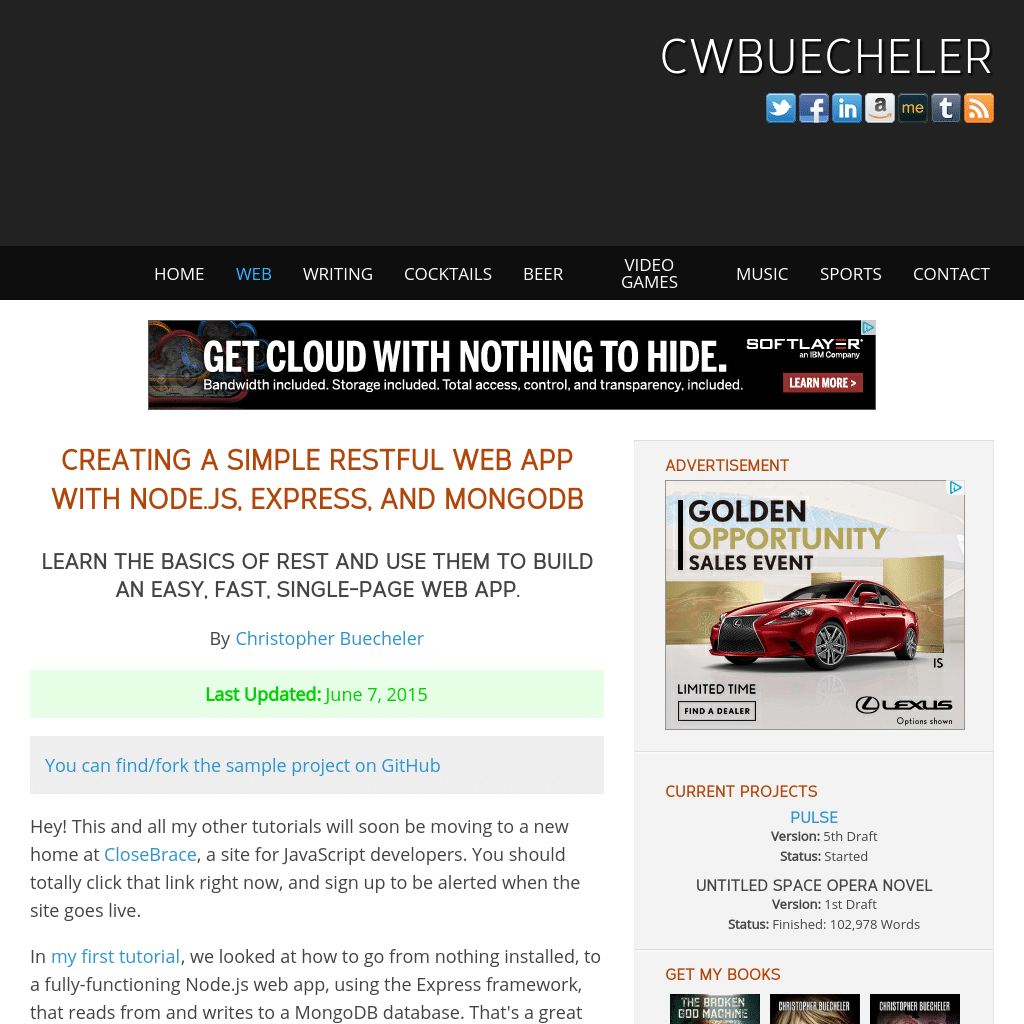 CWBUECHELER
me
HOME WEB WRITING COCKTAILS BEER VIDEO GAMES MUSIC SPORTS CONTACT
GET CLOUD WITH NOTHING TO HIDE.
Bandwidth included. Storage included. Total access, control, and transparency, included.
SOFTLAYER
an IBM Company
LEARN MORE >
CREATING A SIMPLE RESTFUL WEB APP
WITH NODE.JS, EXPRESS, AND MONGODB
LEARN THE BASICS OF REST AND USE THEM TO BUILD
AN EASY, FAST, SINGLE-PAGE WEB APP.
By Christopher Buecheler
Last Updated: June 7, 2015
You can find/fork the sample project on GitHub
Hey! This and all my other tutorials will soon be moving to a new
home at CloseBrace, a site for JavaScript developers. You should
totally click that link right now, and sign up to be alerted when the
site goes live.
In my first tutorial, we looked at how to go from nothing installed, to
a fully-functioning Node.js web app, using the Express framework,
that reads from and writes to a MongoDB database. That's a great
ADVERTISEMENT
GOLDEN
OPPORTUNITY
SALES EVENT
IS
LIMITED TIME
FIND A DEALER
LEXUS
Options shown
CURRENT PROJECTS
PULSE
Version: 5th Draft
Status: Started
UNTITLED SPACE OPERA NOVEL
Version: 1st Draft
Status: Finished: 102,978 Words
GET MY BOOKS
THE BROKEN
GOD MACHINE
CHRISTOPHER BUECHELER
CHRISTOPHER BUECHELER